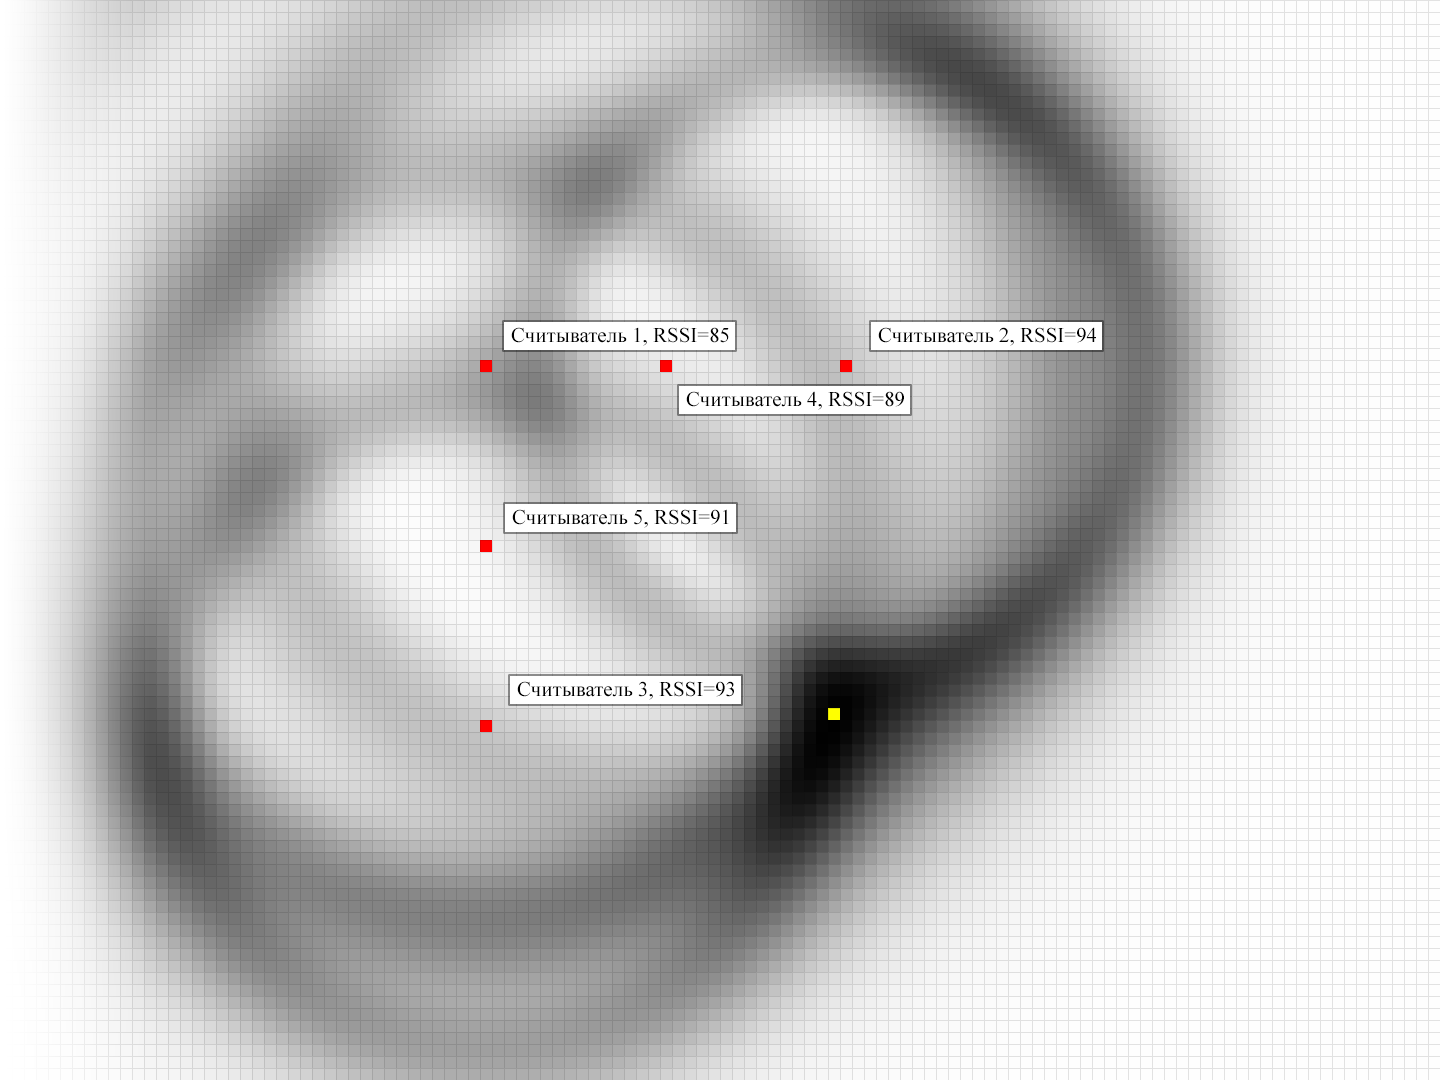 Считыватель 1, RSSI=85
Считыватель 2, RSSI=94
Считыватель 4, RSSI=89
Считыватель 5, RSSI=91
Считыватель 3, RSSI=93